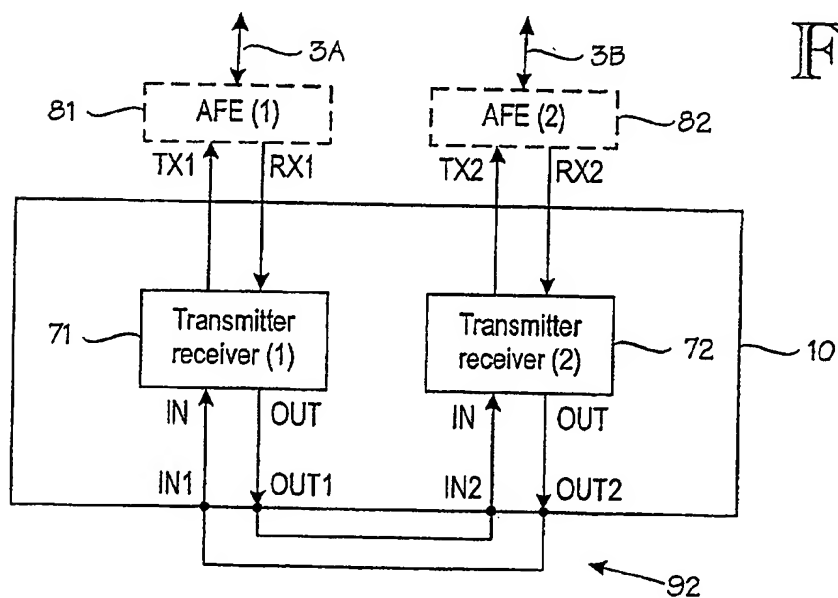 F
3A
3B
81
AFE (1)
AFE (2)
82
TX1
RX1
TX2
RX2
71
Transmitter
receiver (1)
Transmitter
receiver (2)
72
10
IN
OUT
IN
OUT
IN1
OUT1
IN2
OUT2
92